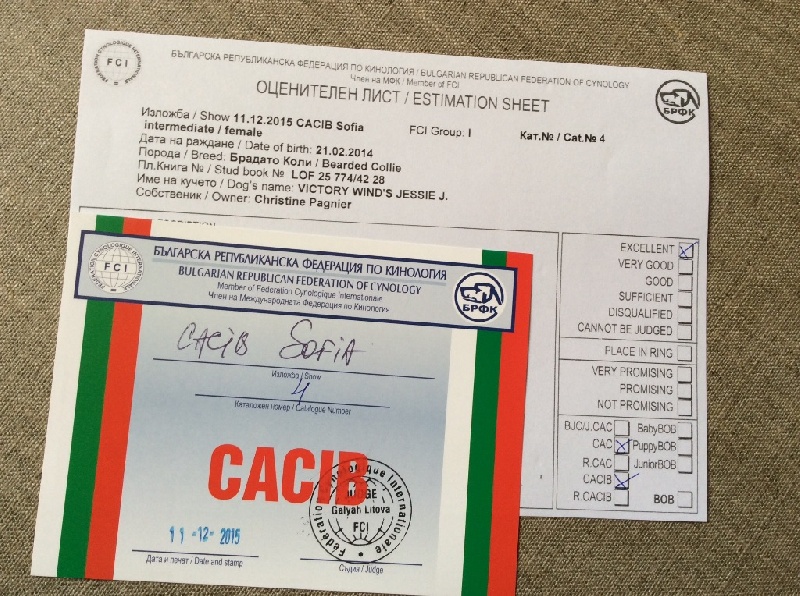 FCI
БЪЛГАРСКА РЕПУБЛИКАНСКА ФЕДЕРАЦИЯ ПО КИНОЛОГИЯ / BULGARIAN REPUBLICAN FEDERATION OF CYNOLOGY
Член на МФК / Member of FCI
ОЦЕНИТЕЛЕН ЛИСТ / ESTIMATION SHEET
БРФК
Изложба / Show 11.12.2015 CACIB Sofia FCI Group: I Кат.№ / Cat.№ 4
intermediate / female
Дата на раждане / Date of birth: 21.02.2014
Порода / Breed: Брадато Коли / Bearded Collie
Пл.Книга № / Stud book № LOF 25 774/42 28
Име на кучето / Dog's name: VICTORY WIND'S JESSIE J.
Собственик / Owner: Christine Pagnier
EXCELLENT
VERY GOOD
GOOD
SUFFICIENT
DISQUALIFIED
CANNOT BE JUDGED
PLACE IN RING
VERY PROMISING
PROMISING
NOT PROMISING
BJC/J.CAC BabyBOB
CAC PuppyBOB
R.CAC JuniorBOB
CACIB
R.CACIB BOB
FCI
БЪЛГАРСКА РЕПУБЛИКАНСКА ФЕДЕРАЦИЯ ПО КИНОЛОГИЯ
BULGARIAN REPUBLICAN FEDERATION OF CYNOLOGY
Member of Federation Cynologique Internationale
Член на Международната Федерация по Кинология
БРФК
CACIB SOFIA
Изложба / Show
4
Каталожен номер / Catalogue Number
CACIB
Fédération Cynologique Internationale
JUDGE
Galyah Litova
FCI
11-12-2015
Дата и печат / Date and stamp
Съдия / Judge